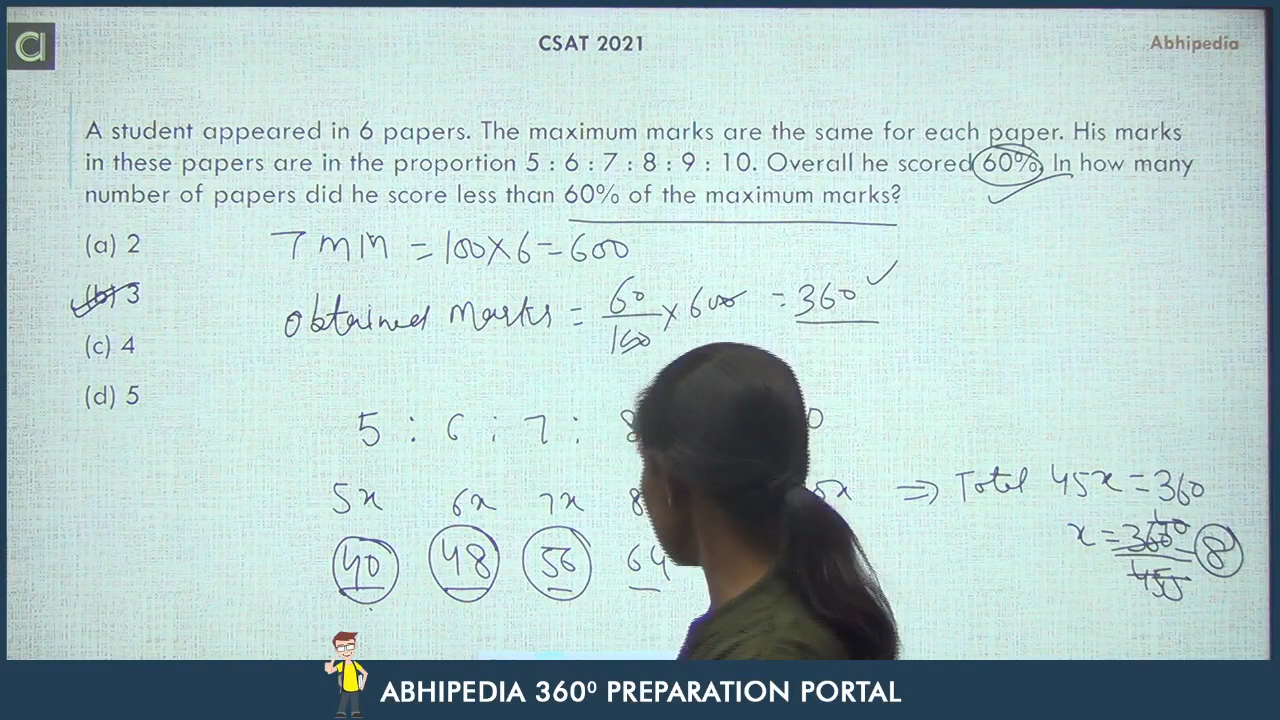 CSAT 2021
Abhipedia
A student appeared in 6 papers. The maximum marks are the same for each paper. His marks
in these papers are in the proportion 5 : 6 : 7 : 8 : 9 : 10. Overall he scored 60%. In how many
number of papers did he score less than 60% of the maximum marks?
(a) 2
(b) 3
(c) 4
(d) 5
= 100 × 6 = 600
Obtained Marks = 60/100 × 600 = 360
5 : 6 : 7 : 8
5x 6x 7x 8
⇒ Total 45x = 360
x = 360/45 = 8
40 48 56 64
ABHIPEDIA 360⁰ PREPARATION PORTAL